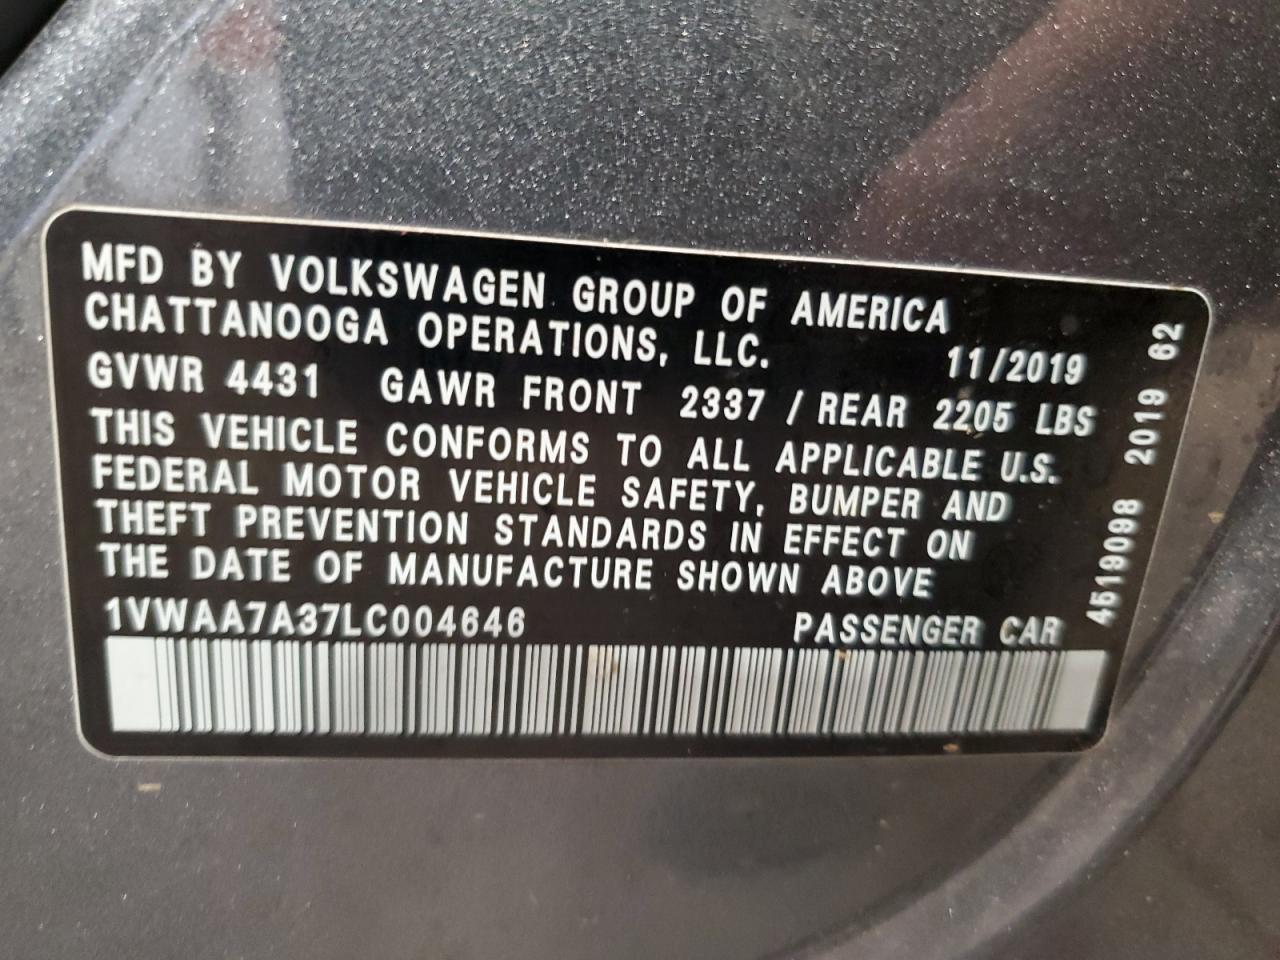 MFD BY VOLKSWAGEN GROUP OF AMERICA
CHATTANOOGA OPERATIONS, LLC.
11/2019
GVWR 4431 GAWR FRONT 2337 / REAR 2205 LBS
THIS VEHICLE CONFORMS TO ALL APPLICABLE U.S.
FEDERAL MOTOR VEHICLE SAFETY, BUMPER AND
THEFT PREVENTION STANDARDS IN EFFECT ON
THE DATE OF MANUFACTURE SHOWN ABOVE
1VWAA7A37LC004646 PASSENGER CAR
4519098 2019 62